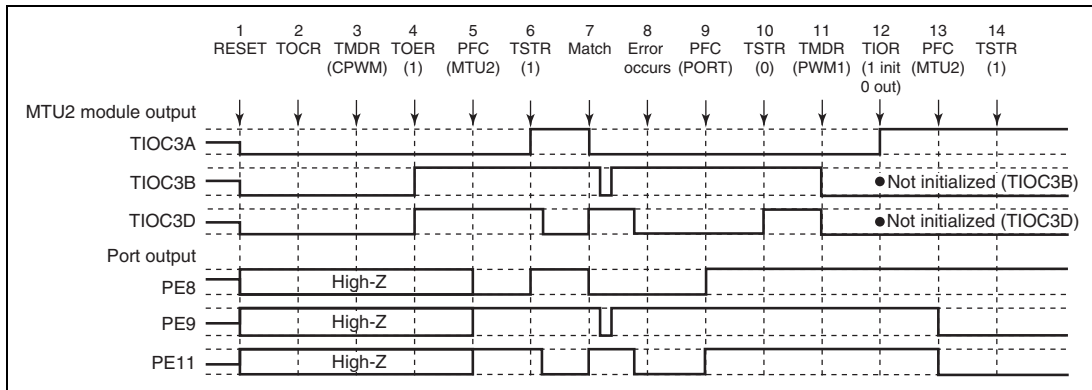 1 2 3 4 5 6 7 8 9 10 11 12 13 14
RESET TOCR TMDR TOER PFC TSTR Match Error PFC TSTR TMDR TIOR PFC TSTR
(CPWM) (1) (MTU2) (1) occurs (PORT) (0) (PWM1) (1 init (MTU2) (1)
0 out)
MTU2 module output
TIOC3A
TIOC3B
Not initialized (TIOC3B)
TIOC3D
Not initialized (TIOC3D)
Port output
PE8
High-Z
PE9
High-Z
PE11
High-Z